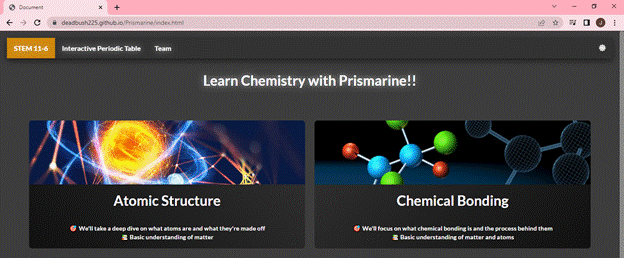 Document
deadbush225.github.io/Prismarine/index.html
J
STEM 11-6 Interactive Periodic Table Team
Learn Chemistry with Prismarine!!
Atomic Structure
🎯 We'll take a deep dive on what atoms are and what they're made off
Basic understanding of matter
Chemical Bonding
🎯 We'll focus on what chemical bonding is and the process behind them
Basic understanding of matter and atoms